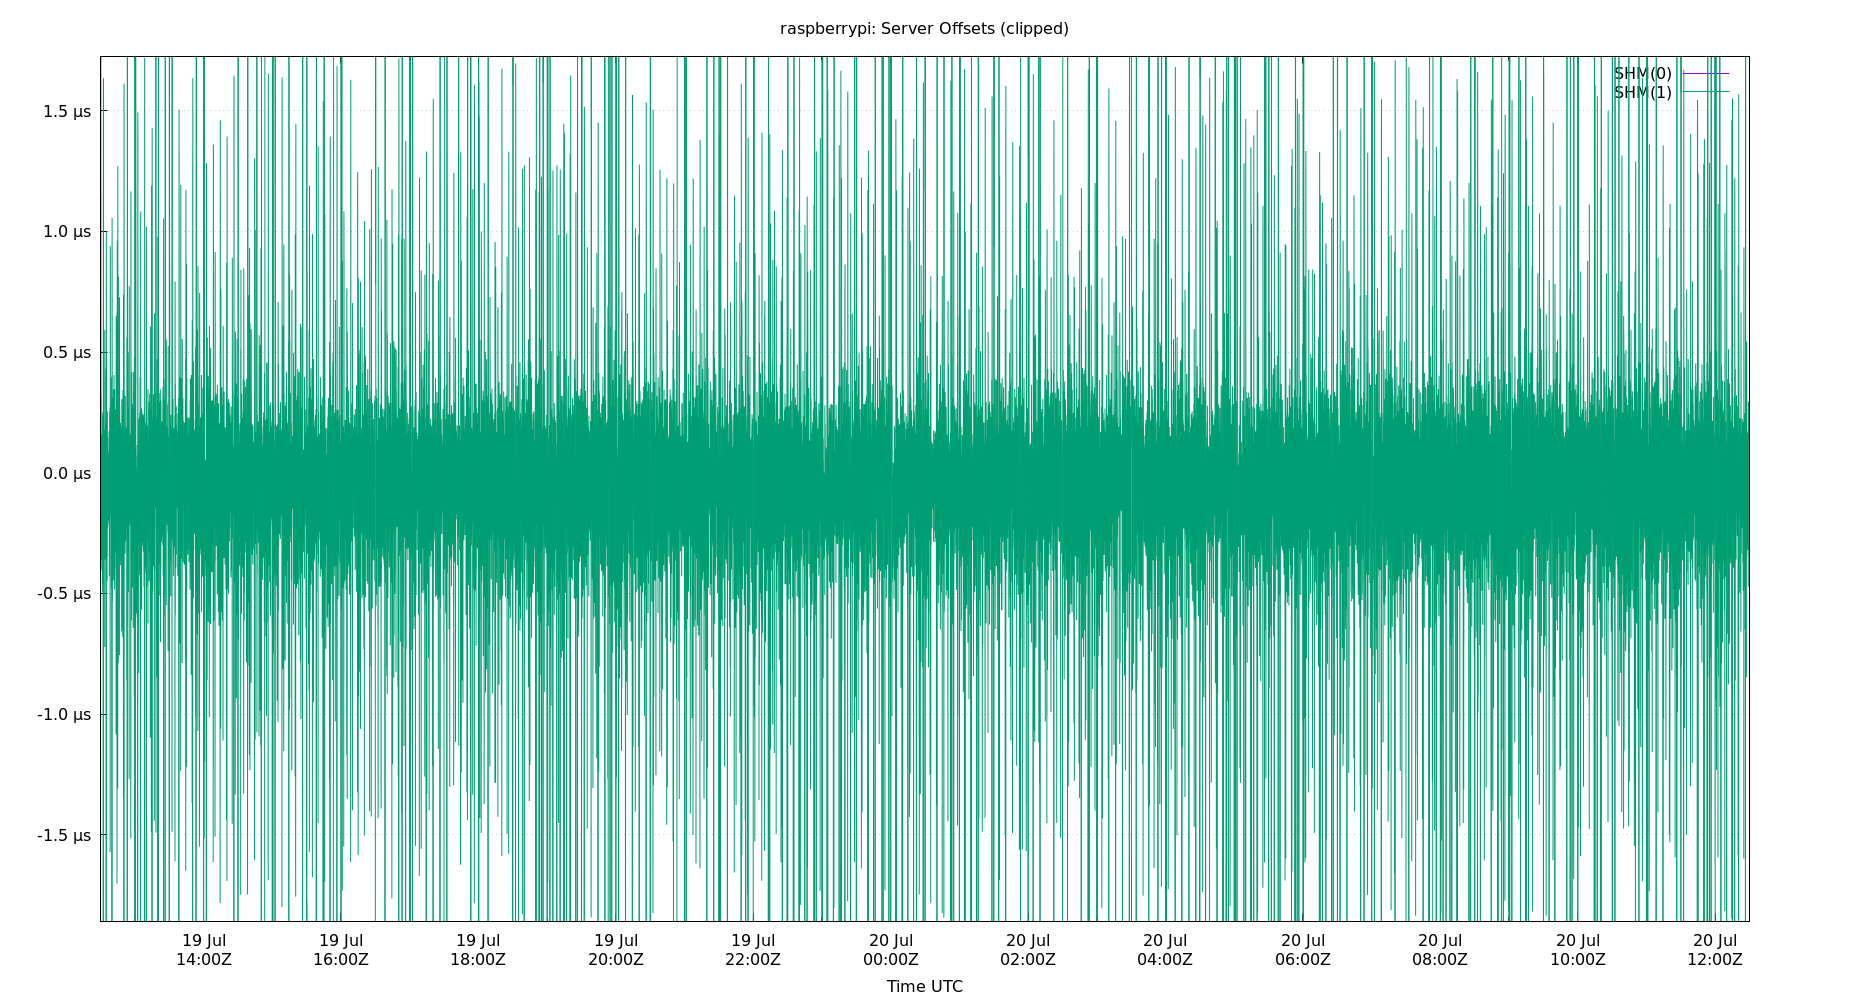 raspberrypi: Server Offsets (clipped)
SHM(0)
SHM(1)
1.5 µs
1.0 µs
0.5 µs
0.0 µs
-0.5 µs
-1.0 µs
-1.5 µs
19 Jul 19 Jul 19 Jul 19 Jul 19 Jul 20 Jul 20 Jul 20 Jul 20 Jul 20 Jul 20 Jul 20 Jul
14:00Z 16:00Z 18:00Z 20:00Z 22:00Z 00:00Z 02:00Z 04:00Z 06:00Z 08:00Z 10:00Z 12:00Z
Time UTC